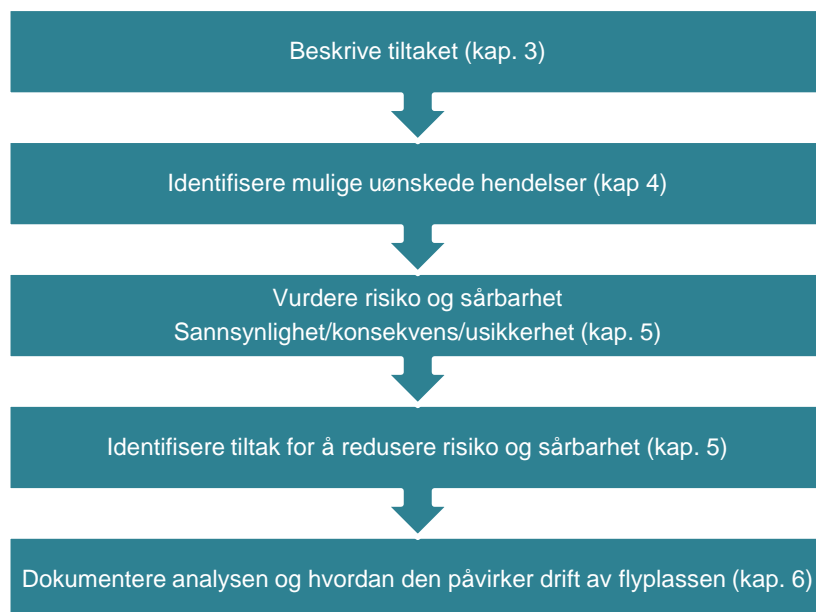 Beskrive tiltaket (kap. 3)
Identifisere mulige uønskede hendelser (kap 4)
Vurdere risiko og sårbarhet
Sannsynlighet/konsekvens/usikkerhet (kap. 5)
Identifisere tiltak for å redusere risiko og sårbarhet (kap. 5)
Dokumentere analysen og hvordan den påvirker drift av flyplassen (kap. 6)